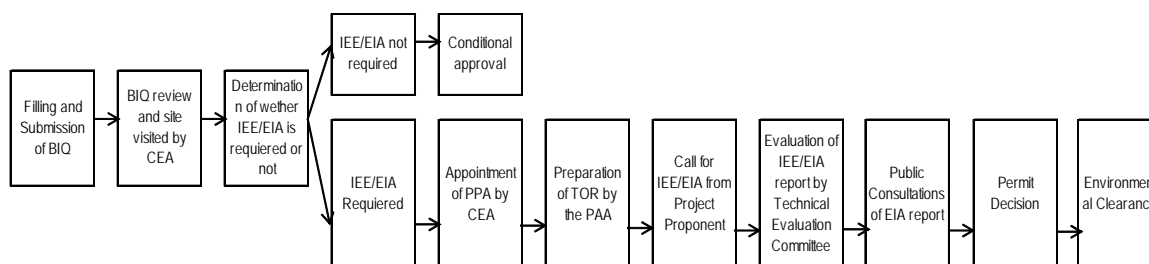 Filling and
Submission
of BIQ
BIQ review
and site
visited by
CEA
Determinatio
n of wether
IEE/EIA is
requiered or
not
IEE/EIA not
required
Conditional
approval
IEE/EIA
Requiered
Appointment
of PPA by
CEA
Preparation
of TOR by
the PAA
Call for
IEE/EIA from
Project
Proponent
Evaluation of
IEE/EIA
report by
Technical
Evaluation
Committee
Public
Consultations
of EIA report
Permit
Decision
Environmen
al Clearanc